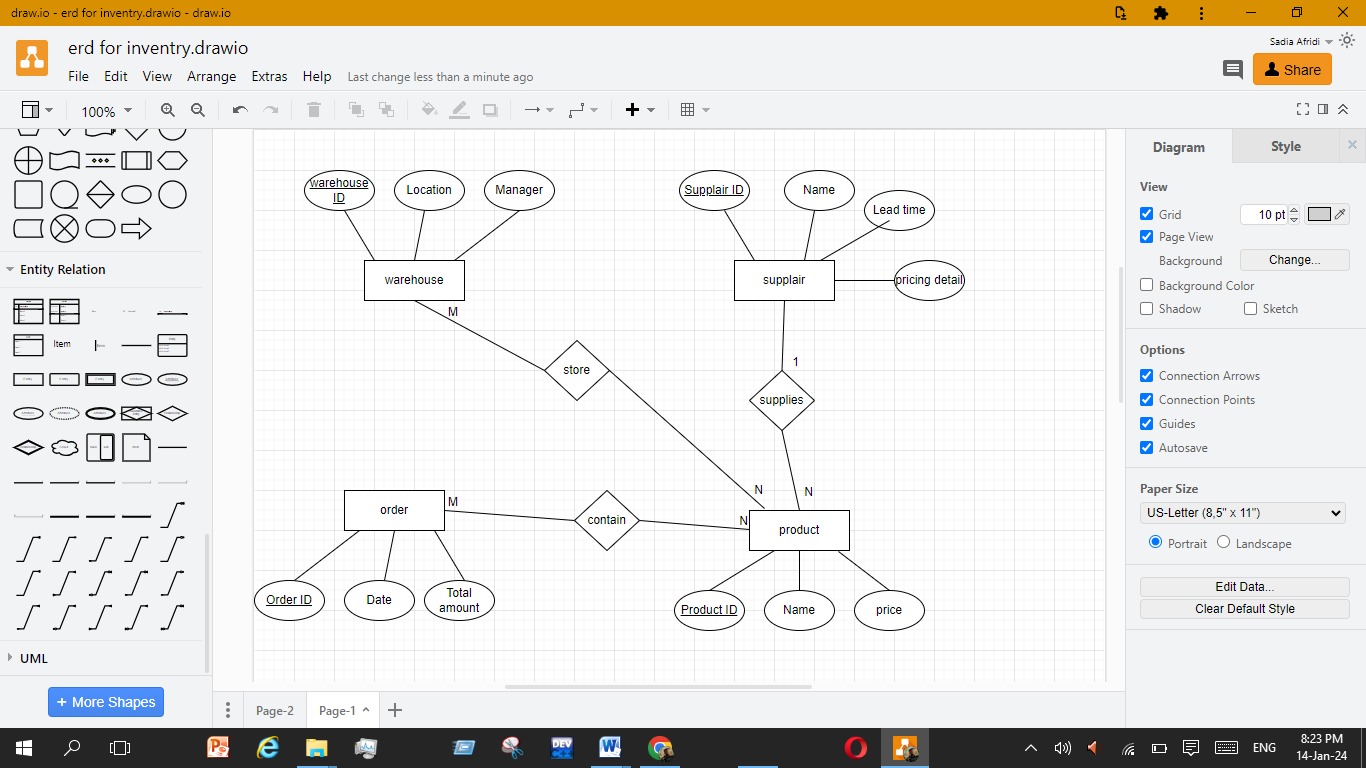 draw.io - erd for inventry.drawio - draw.io
erd for inventry.drawio
Sadia Afridi
File Edit View Arrange Extras Help Last change less than a minute ago
Share
100%
Entity Relation
Item
UML
+ More Shapes
warehouse
ID
Location
Manager
Supplair ID
Name
Lead time
warehouse
supplair
pricing detail
M
store
1
supplies
N
N
order
M
contain
N
product
Order ID
Date
Total
amount
Product ID
Name
price
Page-2
Page-1
Diagram
Style
View
Grid
10 pt
Page View
Background
Change...
Background Color
Shadow
Sketch
Options
Connection Arrows
Connection Points
Guides
Autosave
Paper Size
US-Letter (8,5" x 11")
Portrait
Landscape
Edit Data...
Clear Default Style
DEV
ENG
8:23 PM
14-Jan-24